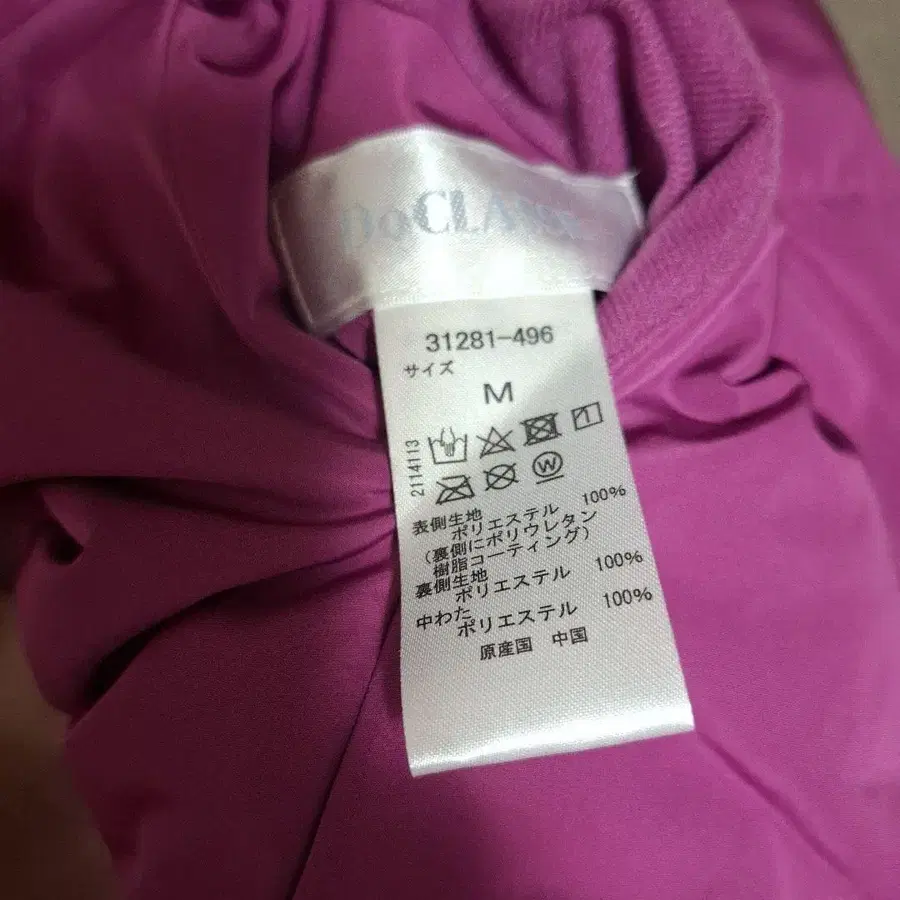 DoCLASSE
31281-496
サイズ
M
2114113
W
表側生地
ポリエステル 100%
(裏側にポリウレタン
樹脂コーティング)
裏側生地
ポリエステル 100%
中わた
ポリエステル 100%
原産国 中国